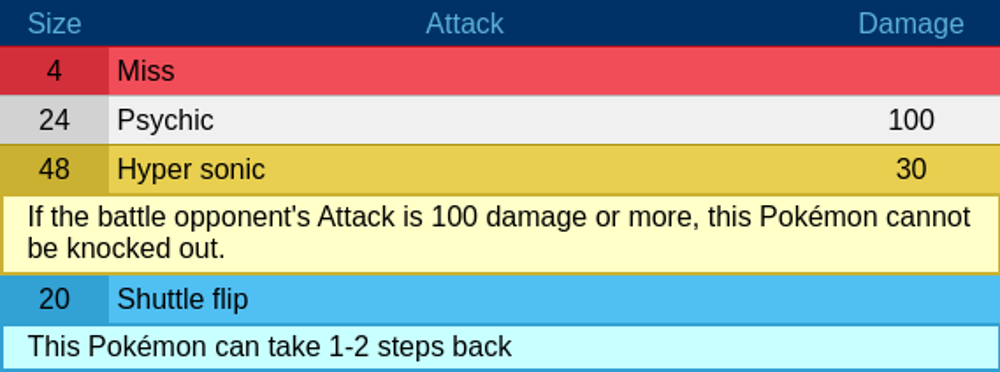 Size Attack Damage
4 Miss
24 Psychic 100
48 Hyper sonic 30
If the battle opponent's Attack is 100 damage or more, this Pokémon cannot
be knocked out.
20 Shuttle flip
This Pokémon can take 1-2 steps back